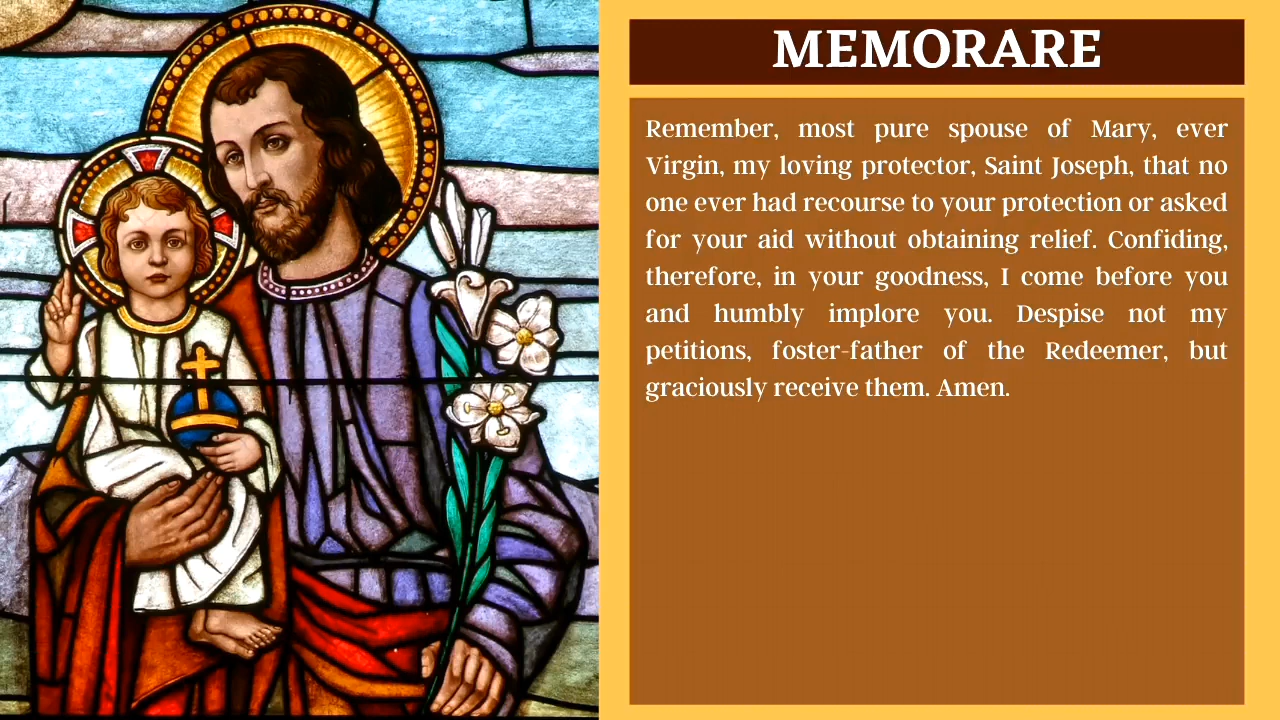 MEMORARE
Remember, most pure spouse of Mary, ever
Virgin, my loving protector, Saint Joseph, that no
one ever had recourse to your protection or asked
for your aid without obtaining relief. Confiding,
therefore, in your goodness, I come before you
and humbly implore you. Despise not my
petitions, foster-father of the Redeemer, but
graciously receive them. Amen.